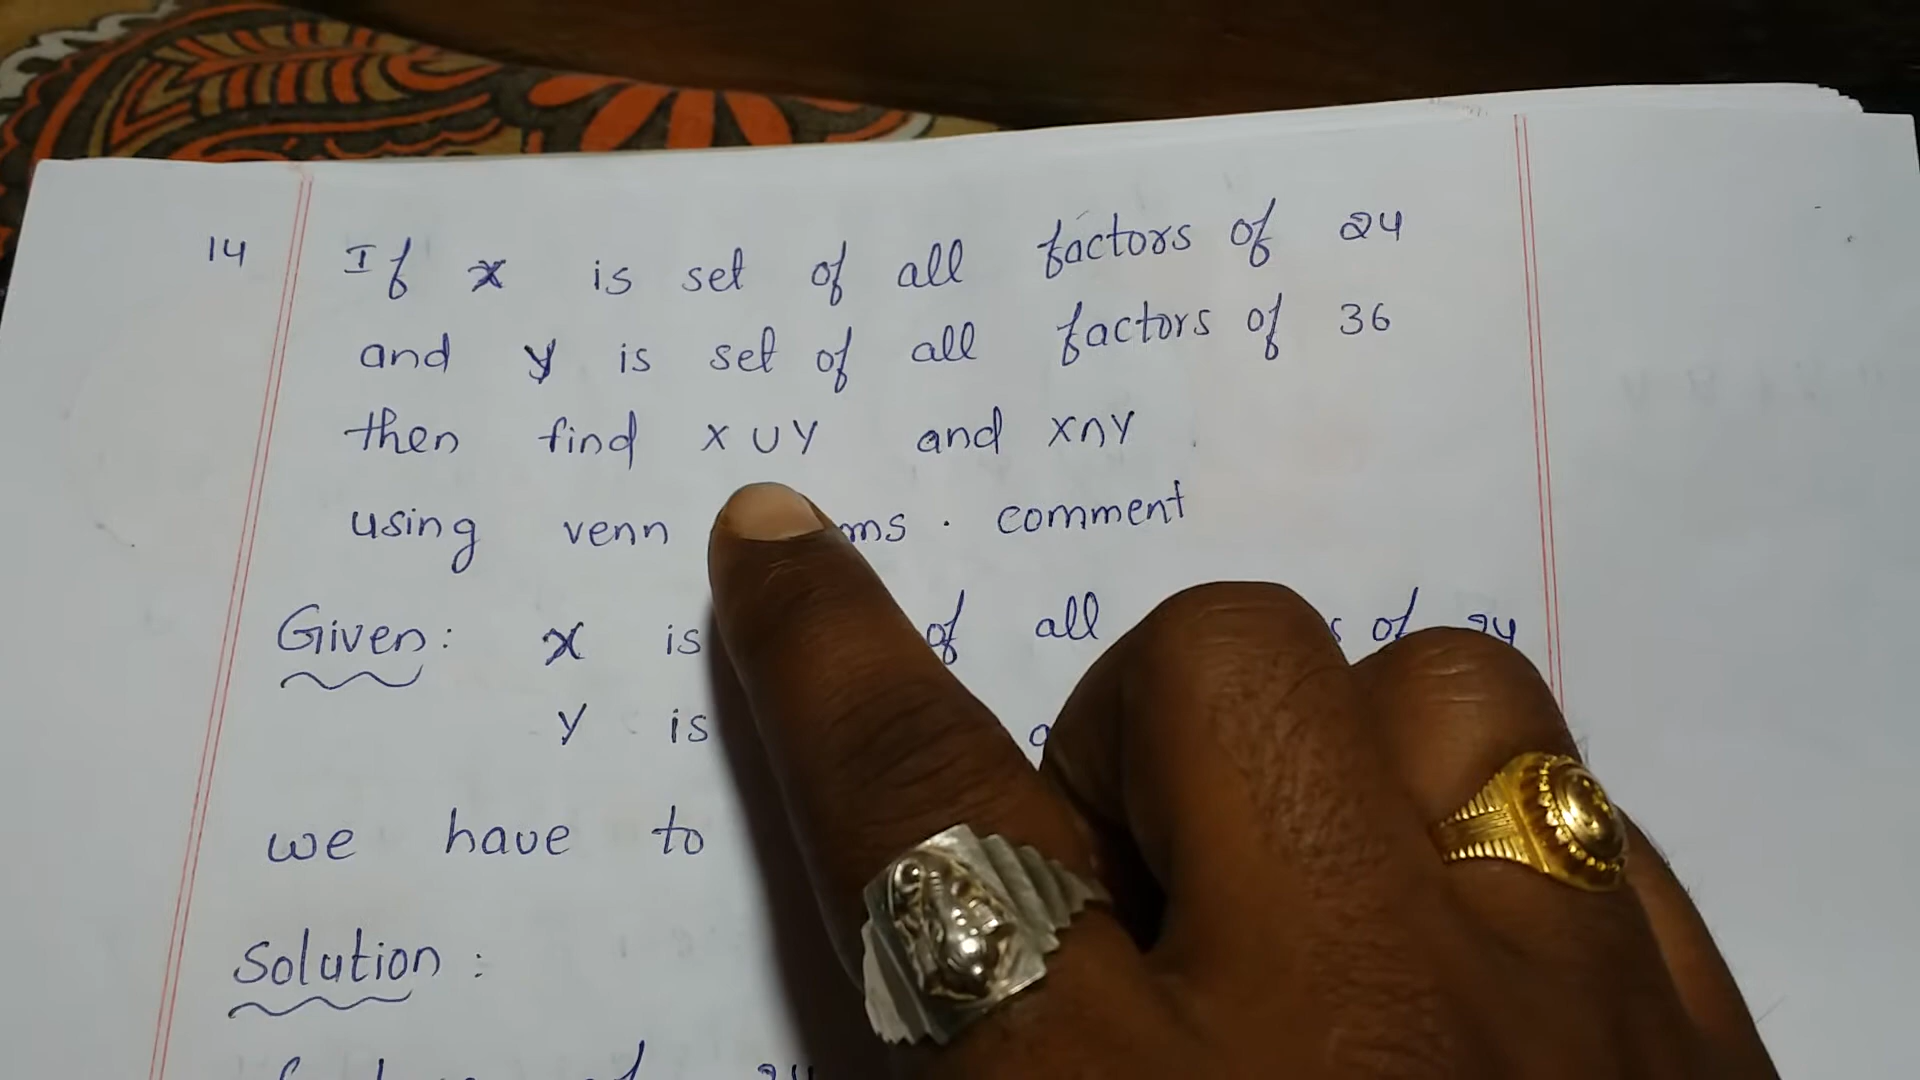 14 If x is set of all factors of 24
and y is set of all factors of 36
then find X U Y and X∩Y
using venn . comment
Given: X is of all of 24
Y is
we have to
Solution :